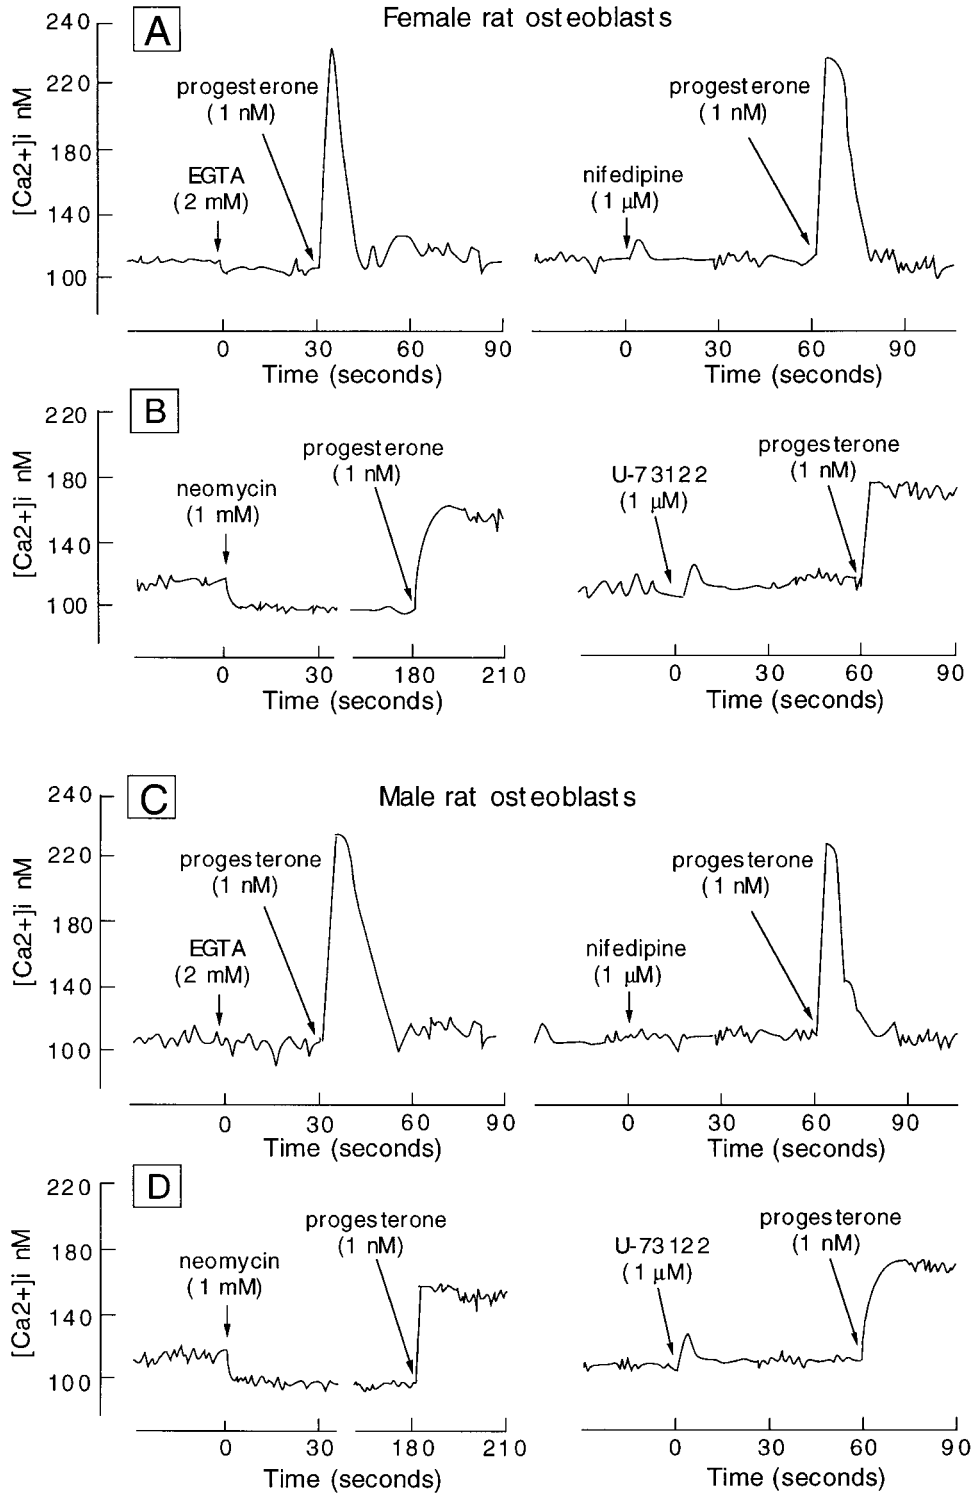 Female rat osteoblasts
A
[Ca2+]i nM
240
220
180
140
100
progesterone
(1 nM)
EGTA
(2 mM)
0 30 60 90
Time (seconds)
progesterone
(1 nM)
nifedipine
(1 µM)
0 30 60 90
Time (seconds)
B
[Ca2+]i nM
220
180
140
100
progesterone
(1 nM)
neomycin
(1 mM)
0 30 180 210
Time (seconds)
progesterone
(1 nM)
U-73122
(1 µM)
0 30 60 90
Time (seconds)
Male rat osteoblasts
C
[Ca2+]i nM
240
220
180
140
100
progesterone
(1 nM)
EGTA
(2 mM)
0 30 60 90
Time (seconds)
progesterone
(1 nM)
nifedipine
(1 µM)
0 30 60 90
Time (seconds)
D
[Ca2+]i nM
220
180
140
100
progesterone
(1 nM)
neomycin
(1 mM)
0 30 180 210
Time (seconds)
progesterone
(1 nM)
U-73122
(1 µM)
0 30 60 90
Time (seconds)